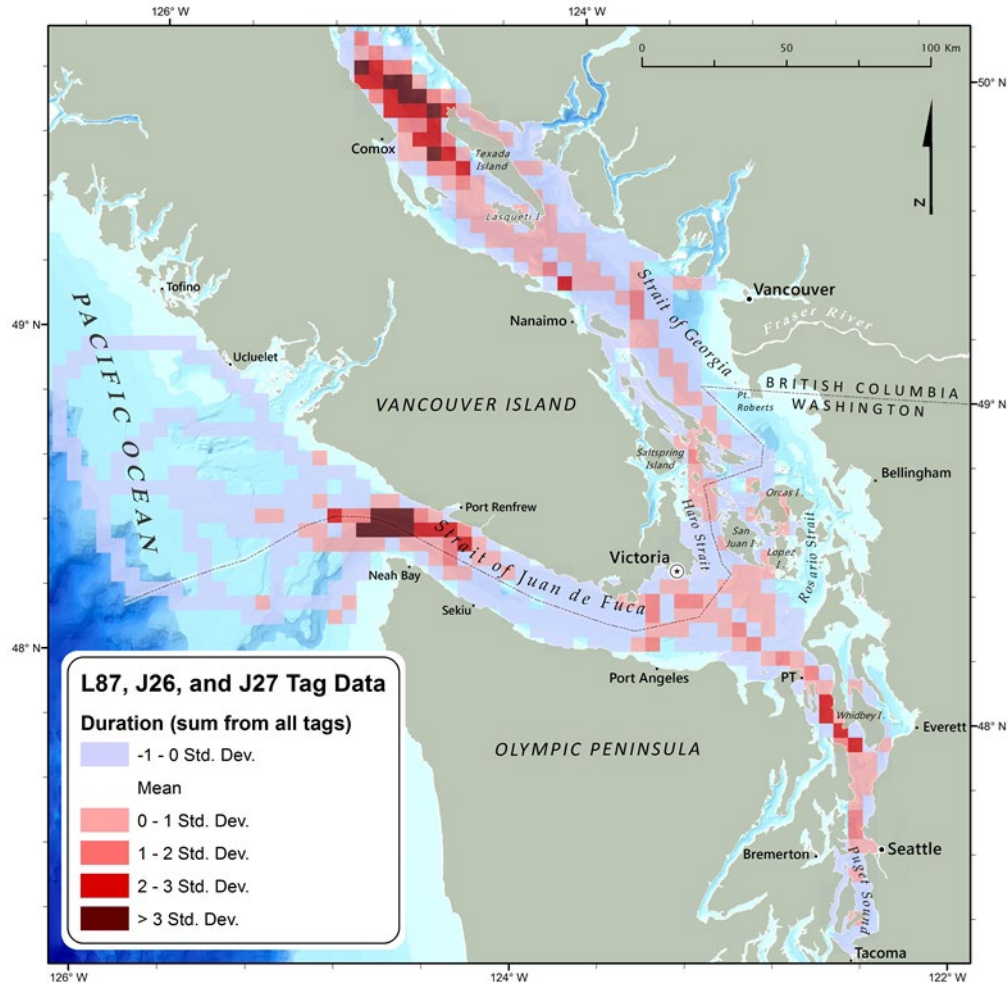 126° W
124° W
0 50 100 Km
50° N
N
Comox
Texada
Island
Lasqueti I.
Tofino
Strait of Georgia
Vancouver
Fraser River
49° N
Nanaimo
Ucluelet
PACIFIC OCEAN
BRITISH COLUMBIA
WASHINGTON
49° N
Pt.
Roberts
VANCOUVER ISLAND
Saltspring
Island
Bellingham
Orcas I.
Port Renfrew
Haro Strait
San
Juan I.
Lopez
I.
Rosario Strait
Strait of Juan de Fuca
Victoria
Neah Bay
Sekiu
48° N
Port Angeles
PT
Whidbey I.
Everett
48° N
OLYMPIC PENINSULA
L87, J26, and J27 Tag Data
Duration (sum from all tags)
-1 - 0 Std. Dev.
Mean
0 - 1 Std. Dev.
1 - 2 Std. Dev.
2 - 3 Std. Dev.
> 3 Std. Dev.
Bremerton
Seattle
Puget Sound
Tacoma
126° W
124° W
122° W